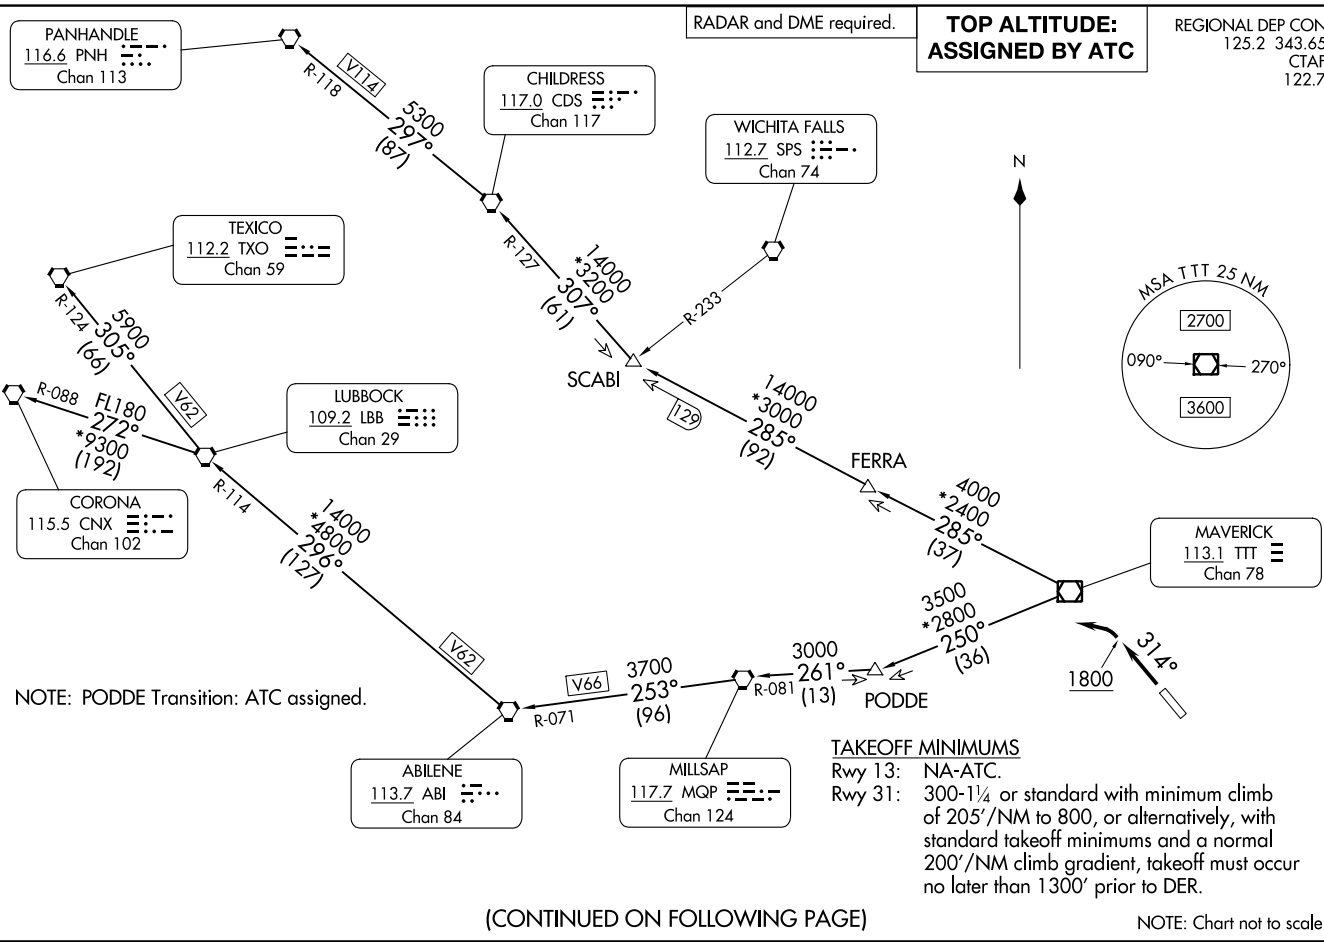 RADAR and DME required.
TOP ALTITUDE:
ASSIGNED BY ATC
REGIONAL DEP CON
125.2 343.65
CTAF
122.7
PANHANDLE
116.6 PNH
Chan 113
R-118
V114
5300
297°
(87)
CHILDRESS
117.0 CDS
Chan 117
WICHITA FALLS
112.7 SPS
Chan 74
N
TEXICO
112.2 TXO
Chan 59
R-127
14000
*3200
307°
(61)
R-233
SCABI
129
MSA TTT 25 NM
2700
090°
270°
3600
R-124
5900
305°
(66)
V62
R-088
FL180
272°
*9300
(192)
LUBBOCK
109.2 LBB
Chan 29
14000
*3000
285°
(92)
FERRA
CORONA
115.5 CNX
Chan 102
R-114
14000
*4800
296°
(127)
4000
*2400
285°
(37)
MAVERICK
113.1 TTT
Chan 78
3500
*2800
250°
(36)
314°
1800
V62
V66
3700
253°
(96)
R-071
3000
261°
(13)
R-081
PODDE
NOTE: PODDE Transition: ATC assigned.
ABILENE
113.7 ABI
Chan 84
MILLSAP
117.7 MQP
Chan 124
TAKEOFF MINIMUMS
Rwy 13: NA-ATC.
Rwy 31: 300-1¼ or standard with minimum climb
of 205'/NM to 800, or alternatively, with
standard takeoff minimums and a normal
200'/NM climb gradient, takeoff must occur
no later than 1300' prior to DER.
(CONTINUED ON FOLLOWING PAGE)
NOTE: Chart not to scale